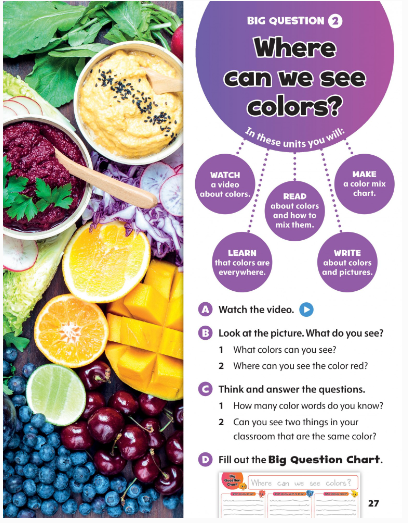 BIG QUESTION 2
Where
can we see
colors?
In these units you will:
WATCH
a video
about colors.
READ
about colors
and how to
mix them.
MAKE
a color mix
chart.
LEARN
that colors are
everywhere.
WRITE
about colors
and pictures.
A Watch the video.
B Look at the picture. What do you see?
1 What colors can you see?
2 Where can you see the color red?
C Think and answer the questions.
1 How many color words do you know?
2 Can you see two things in your
classroom that are the same color?
D Fill out the Big Question Chart.
Big
Question
Chart
Where can we see colors?
27